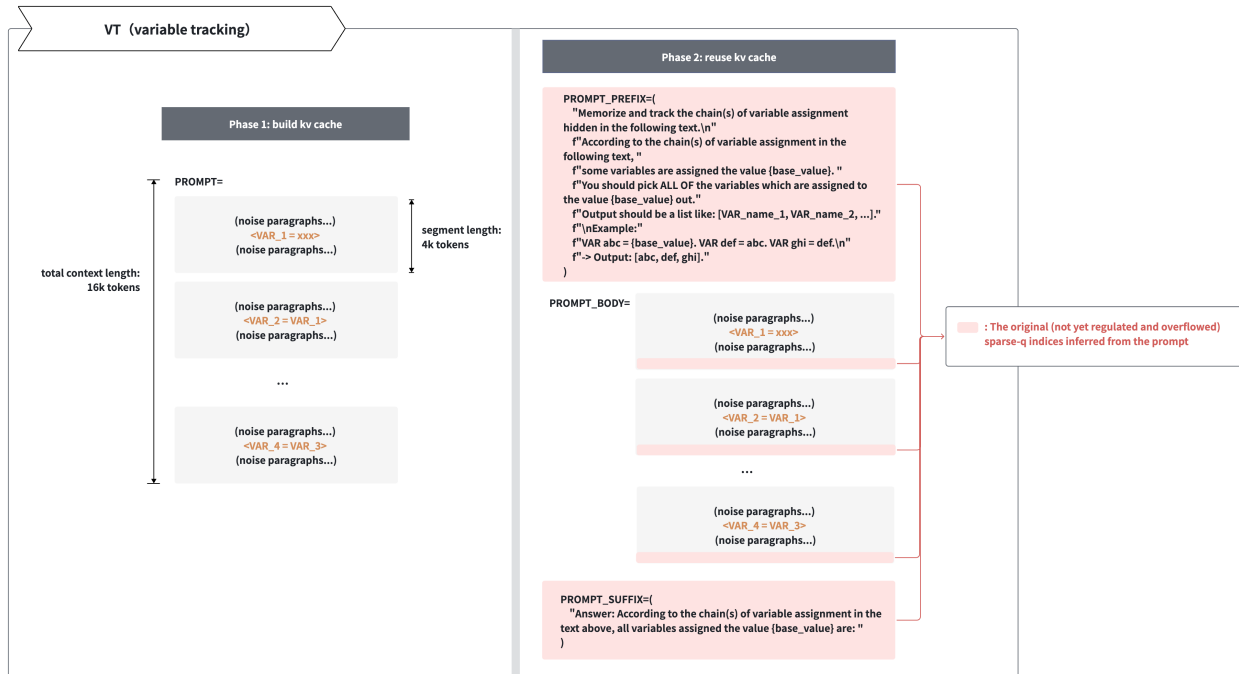 VT（variable tracking）
Phase 1: build kv cache
PROMPT=
(noise paragraphs...)
<VAR_1 = xxx>
(noise paragraphs...)
segment length:
4k tokens
total context length:
16k tokens
(noise paragraphs...)
<VAR_2 = VAR_1>
(noise paragraphs...)
...
(noise paragraphs...)
<VAR_4 = VAR_3>
(noise paragraphs...)
Phase 2: reuse kv cache
PROMPT_PREFIX=(
"Memorize and track the chain(s) of variable assignment
hidden in the following text.\n"
f"According to the chain(s) of variable assignment in the
following text, "
f"some variables are assigned the value {base_value}. "
f"You should pick ALL OF the variables which are assigned to
the value {base_value} out."
f"Output should be a list like: [VAR_name_1, VAR_name_2, ...]."
f"\nExample:"
f"VAR abc = {base_value}. VAR def = abc. VAR ghi = def.\n"
f"-> Output: [abc, def, ghi]."
)
PROMPT_BODY=
(noise paragraphs...)
<VAR_1 = xxx>
(noise paragraphs...)
(noise paragraphs...)
<VAR_2 = VAR_1>
(noise paragraphs...)
...
(noise paragraphs...)
<VAR_4 = VAR_3>
(noise paragraphs...)
PROMPT_SUFFIX=(
"Answer: According to the chain(s) of variable assignment in the
text above, all variables assigned the value {base_value} are: "
)
: The original (not yet regulated and overflowed)
sparse-q indices inferred from the prompt